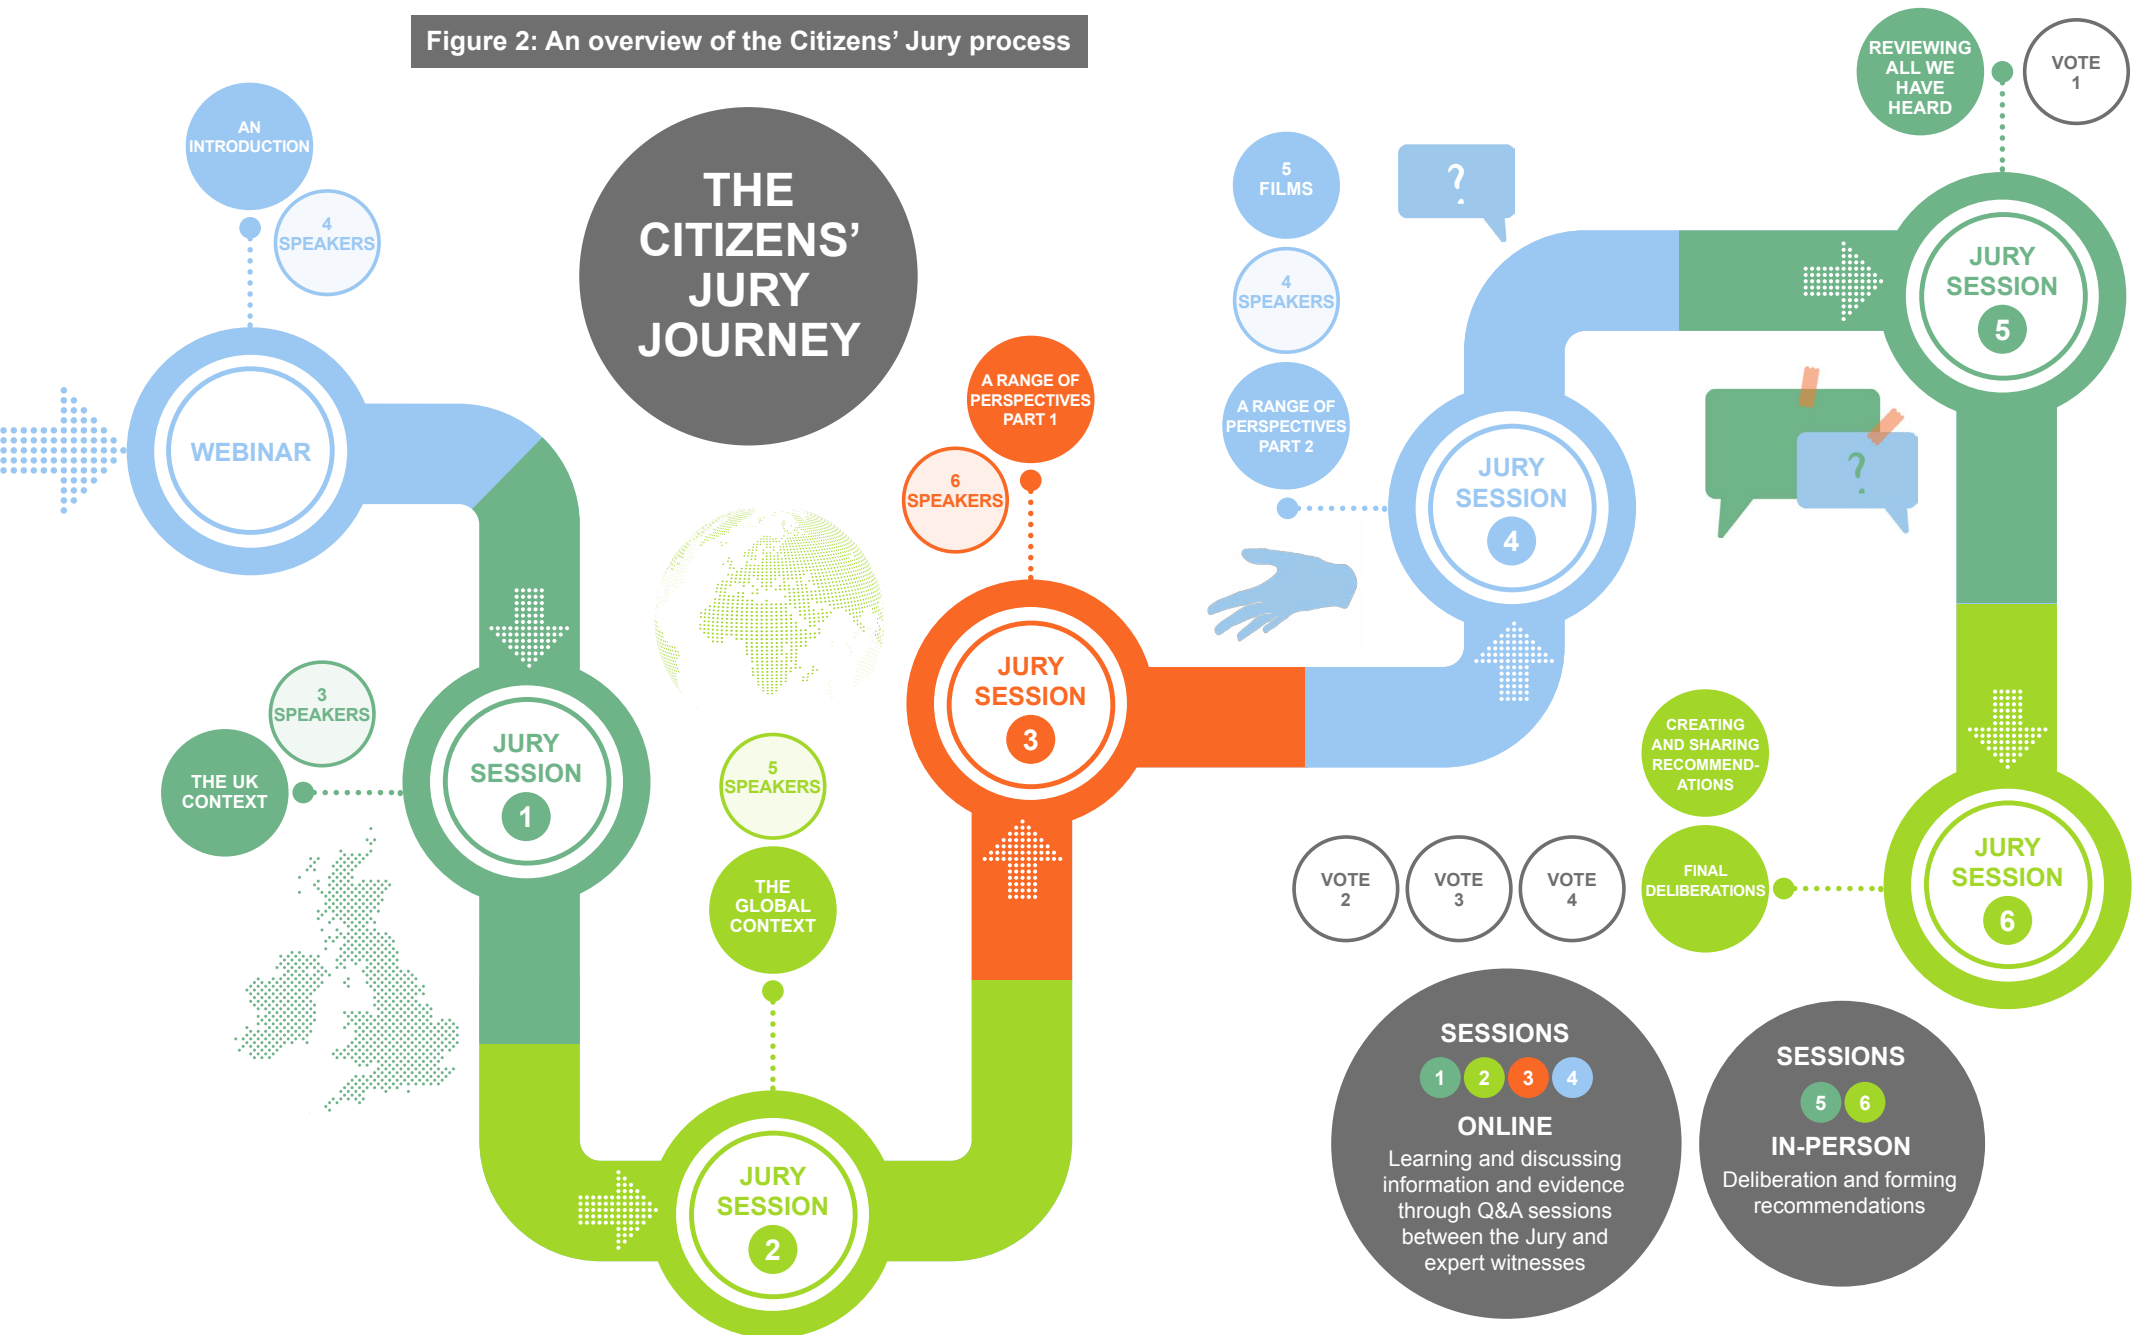 Figure 2: An overview of the Citizens’ Jury process
THE
CITIZENS’
JURY
JOURNEY
AN
INTRODUCTION
4
SPEAKERS
WEBINAR
3
SPEAKERS
THE UK
CONTEXT
JURY
SESSION
1
5
SPEAKERS
THE
GLOBAL
CONTEXT
JURY
SESSION
2
A RANGE OF
PERSPECTIVES
PART 1
6
SPEAKERS
JURY
SESSION
3
5
FILMS
4
SPEAKERS
A RANGE OF
PERSPECTIVES
PART 2
?
JURY
SESSION
4
REVIEWING
ALL WE
HAVE
HEARD
VOTE
1
JURY
SESSION
5
?
CREATING
AND SHARING
RECOMMEND-
ATIONS
FINAL
DELIBERATIONS
VOTE
2
VOTE
3
VOTE
4
JURY
SESSION
6
SESSIONS
1 2 3 4
ONLINE
Learning and discussing
information and evidence
through Q&A sessions
between the Jury and
expert witnesses
SESSIONS
5 6
IN-PERSON
Deliberation and forming
recommendations